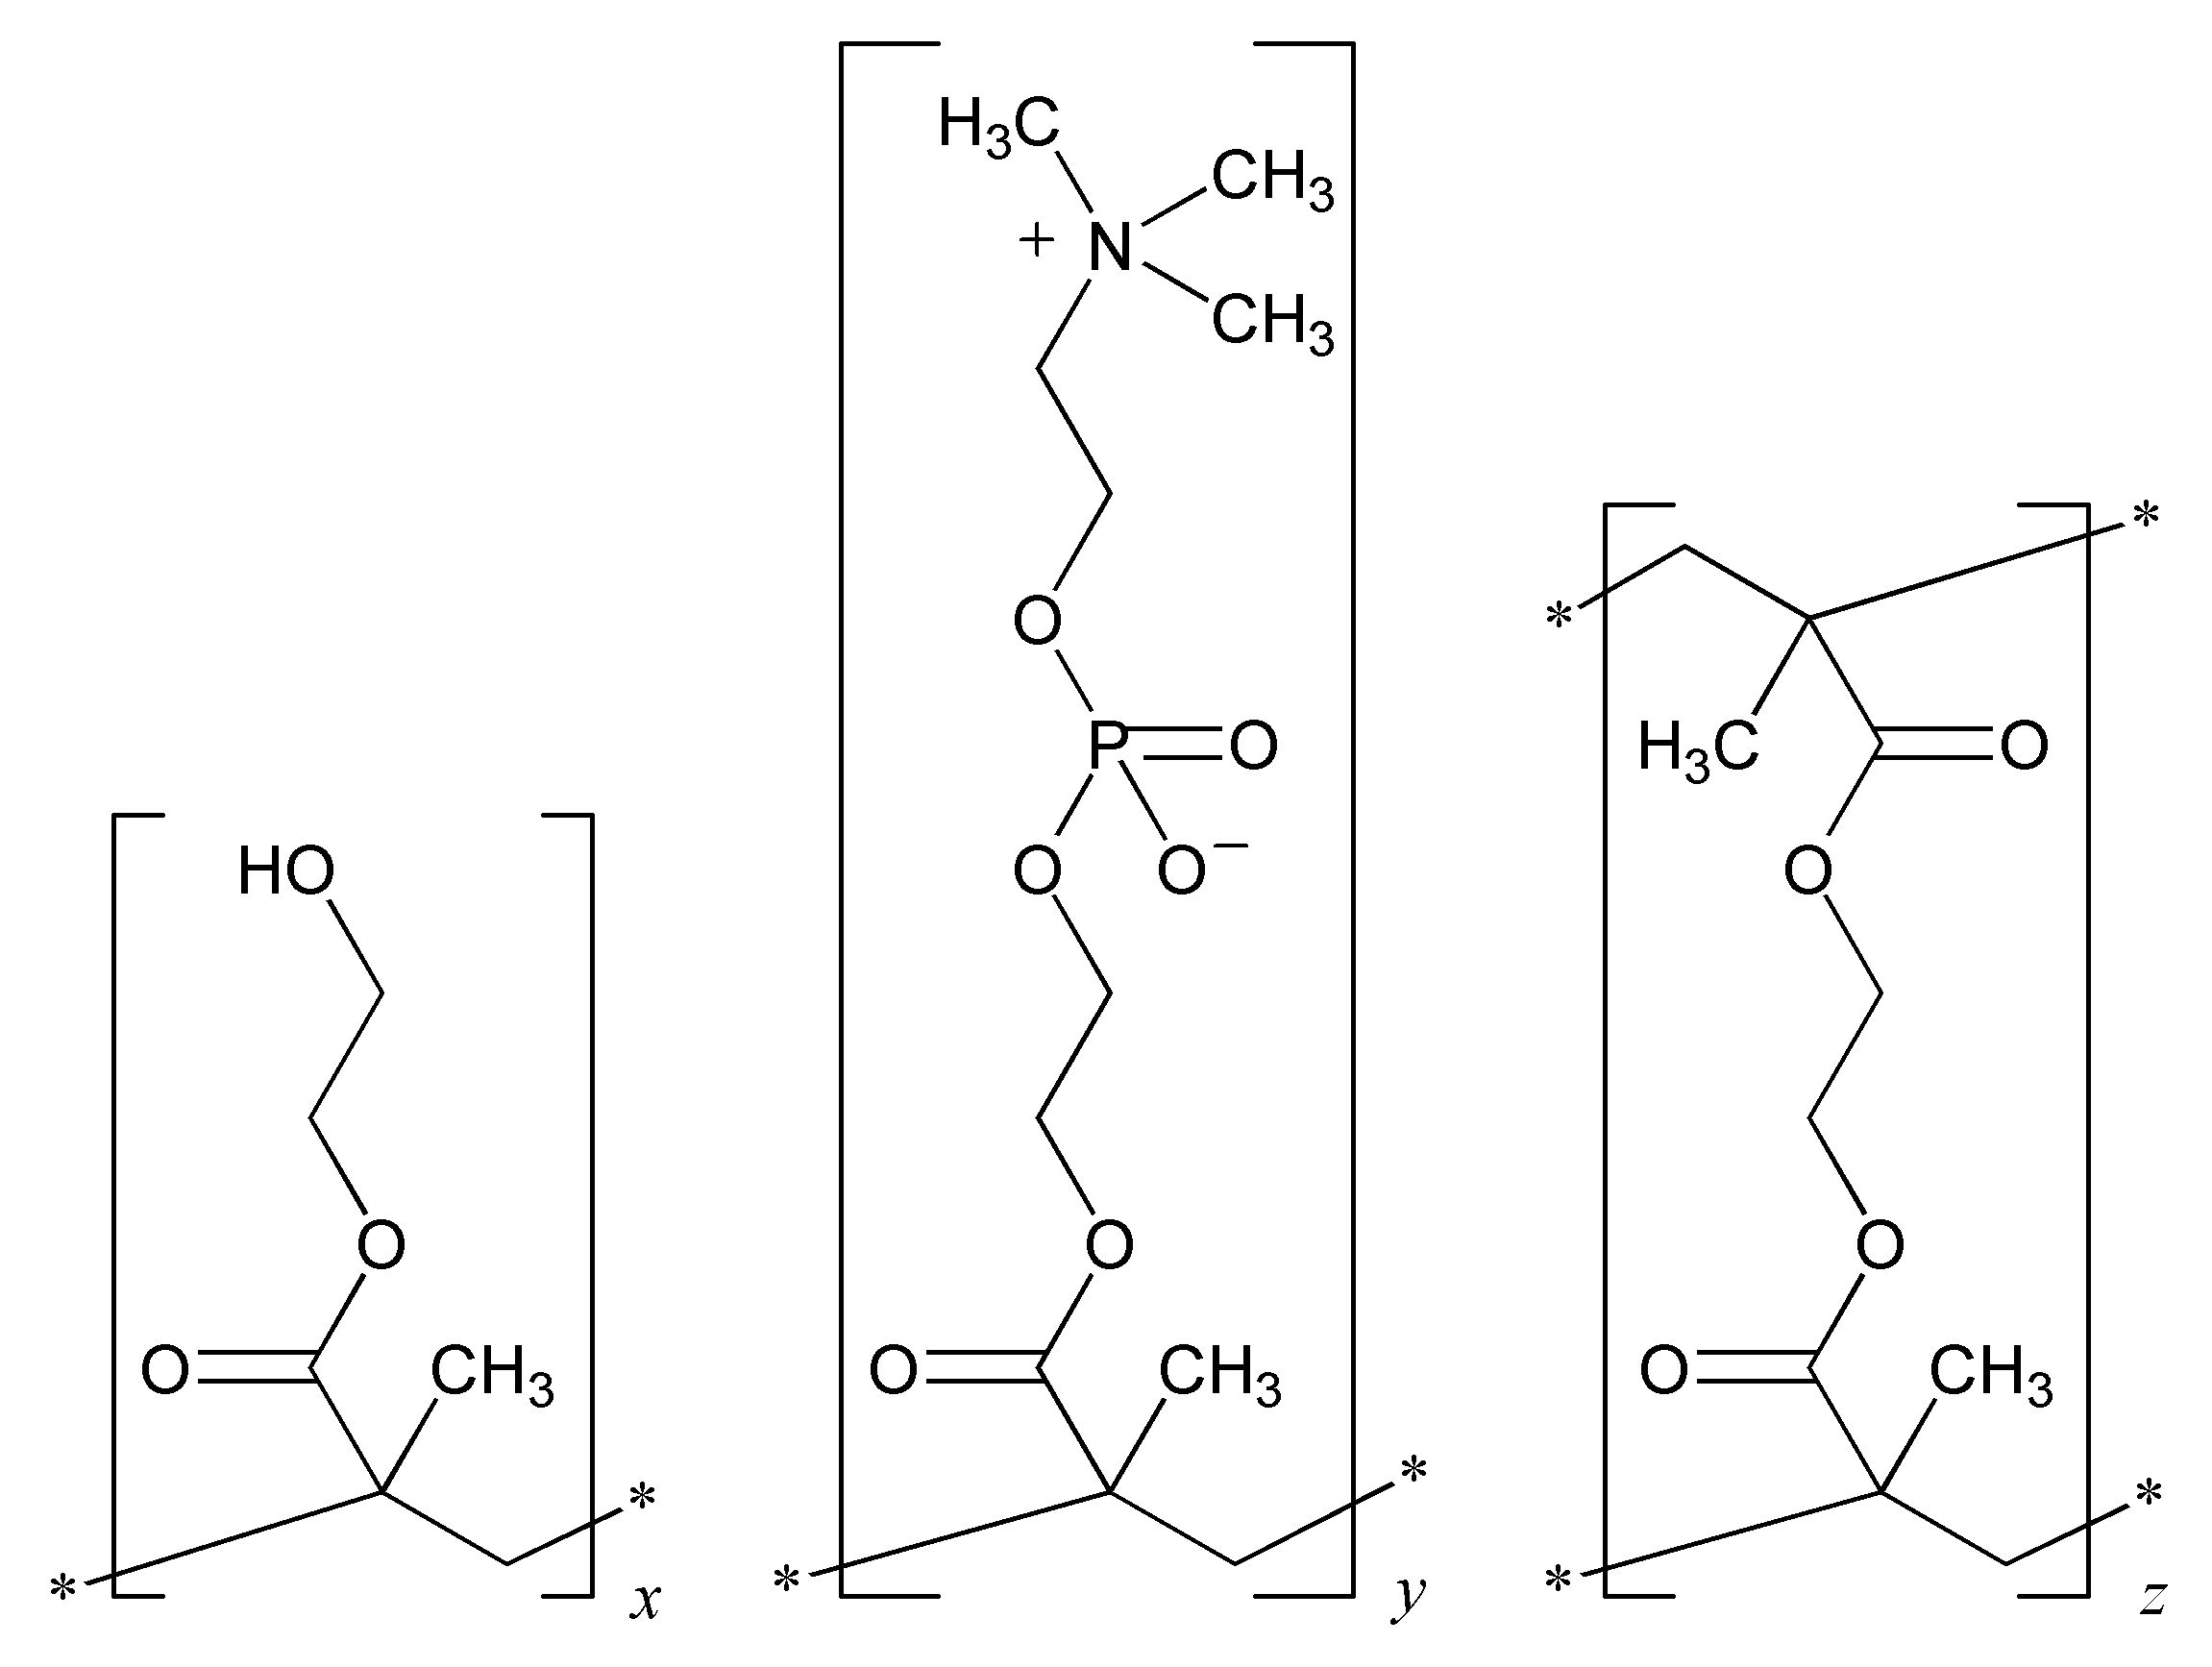 H₃C
CH₃
+ N
CH₃
O
* *
P O
H₃C O
HO O O⁻ O
O O O
O CH₃ O CH₃ O CH₃
* * *
* x * y * z